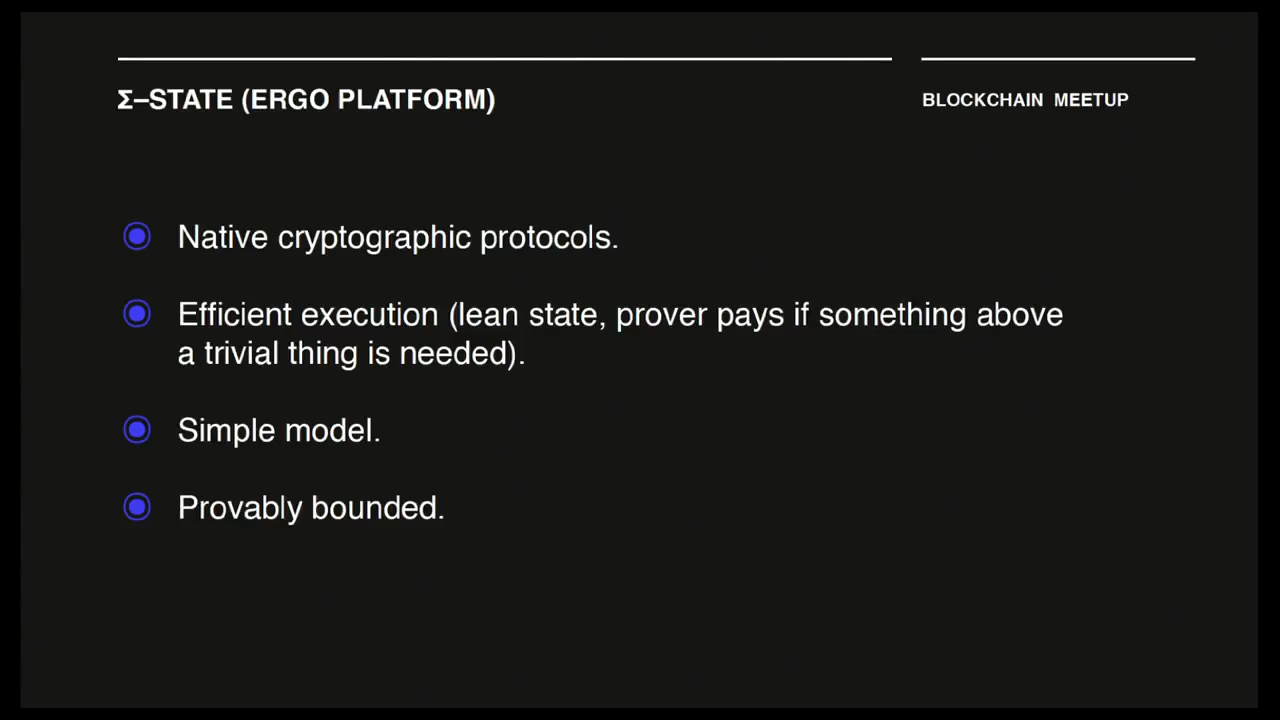 Σ–STATE (ERGO PLATFORM)
BLOCKCHAIN MEETUP
Native cryptographic protocols.
Efficient execution (lean state, prover pays if something above
a trivial thing is needed).
Simple model.
Provably bounded.